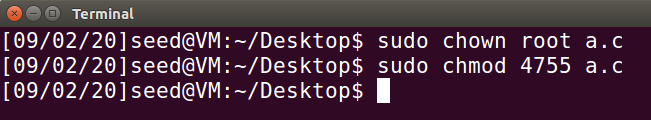 Terminal
[09/02/20]seed@VM:~/Desktop$ sudo chown root a.c
[09/02/20]seed@VM:~/Desktop$ sudo chmod 4755 a.c
[09/02/20]seed@VM:~/Desktop$